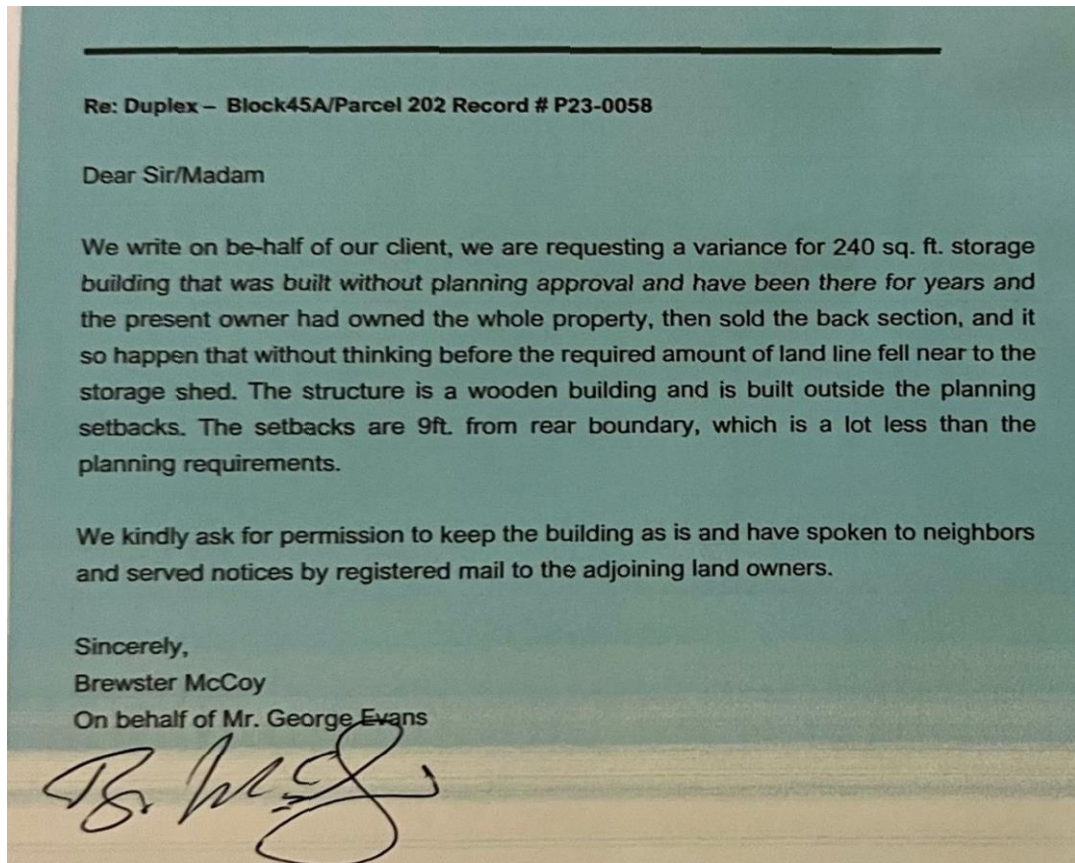 Re: Duplex – Block45A/Parcel 202 Record # P23-0058
Dear Sir/Madam
We write on be-half of our client, we are requesting a variance for 240 sq. ft. storage
building that was built without planning approval and have been there for years and
the present owner had owned the whole property, then sold the back section, and it
so happen that without thinking before the required amount of land line fell near to the
storage shed. The structure is a wooden building and is built outside the planning
setbacks. The setbacks are 9ft. from rear boundary, which is a lot less than the
planning requirements.
We kindly ask for permission to keep the building as is and have spoken to neighbors
and served notices by registered mail to the adjoining land owners.
Sincerely,
Brewster McCoy
On behalf of Mr. George Evans